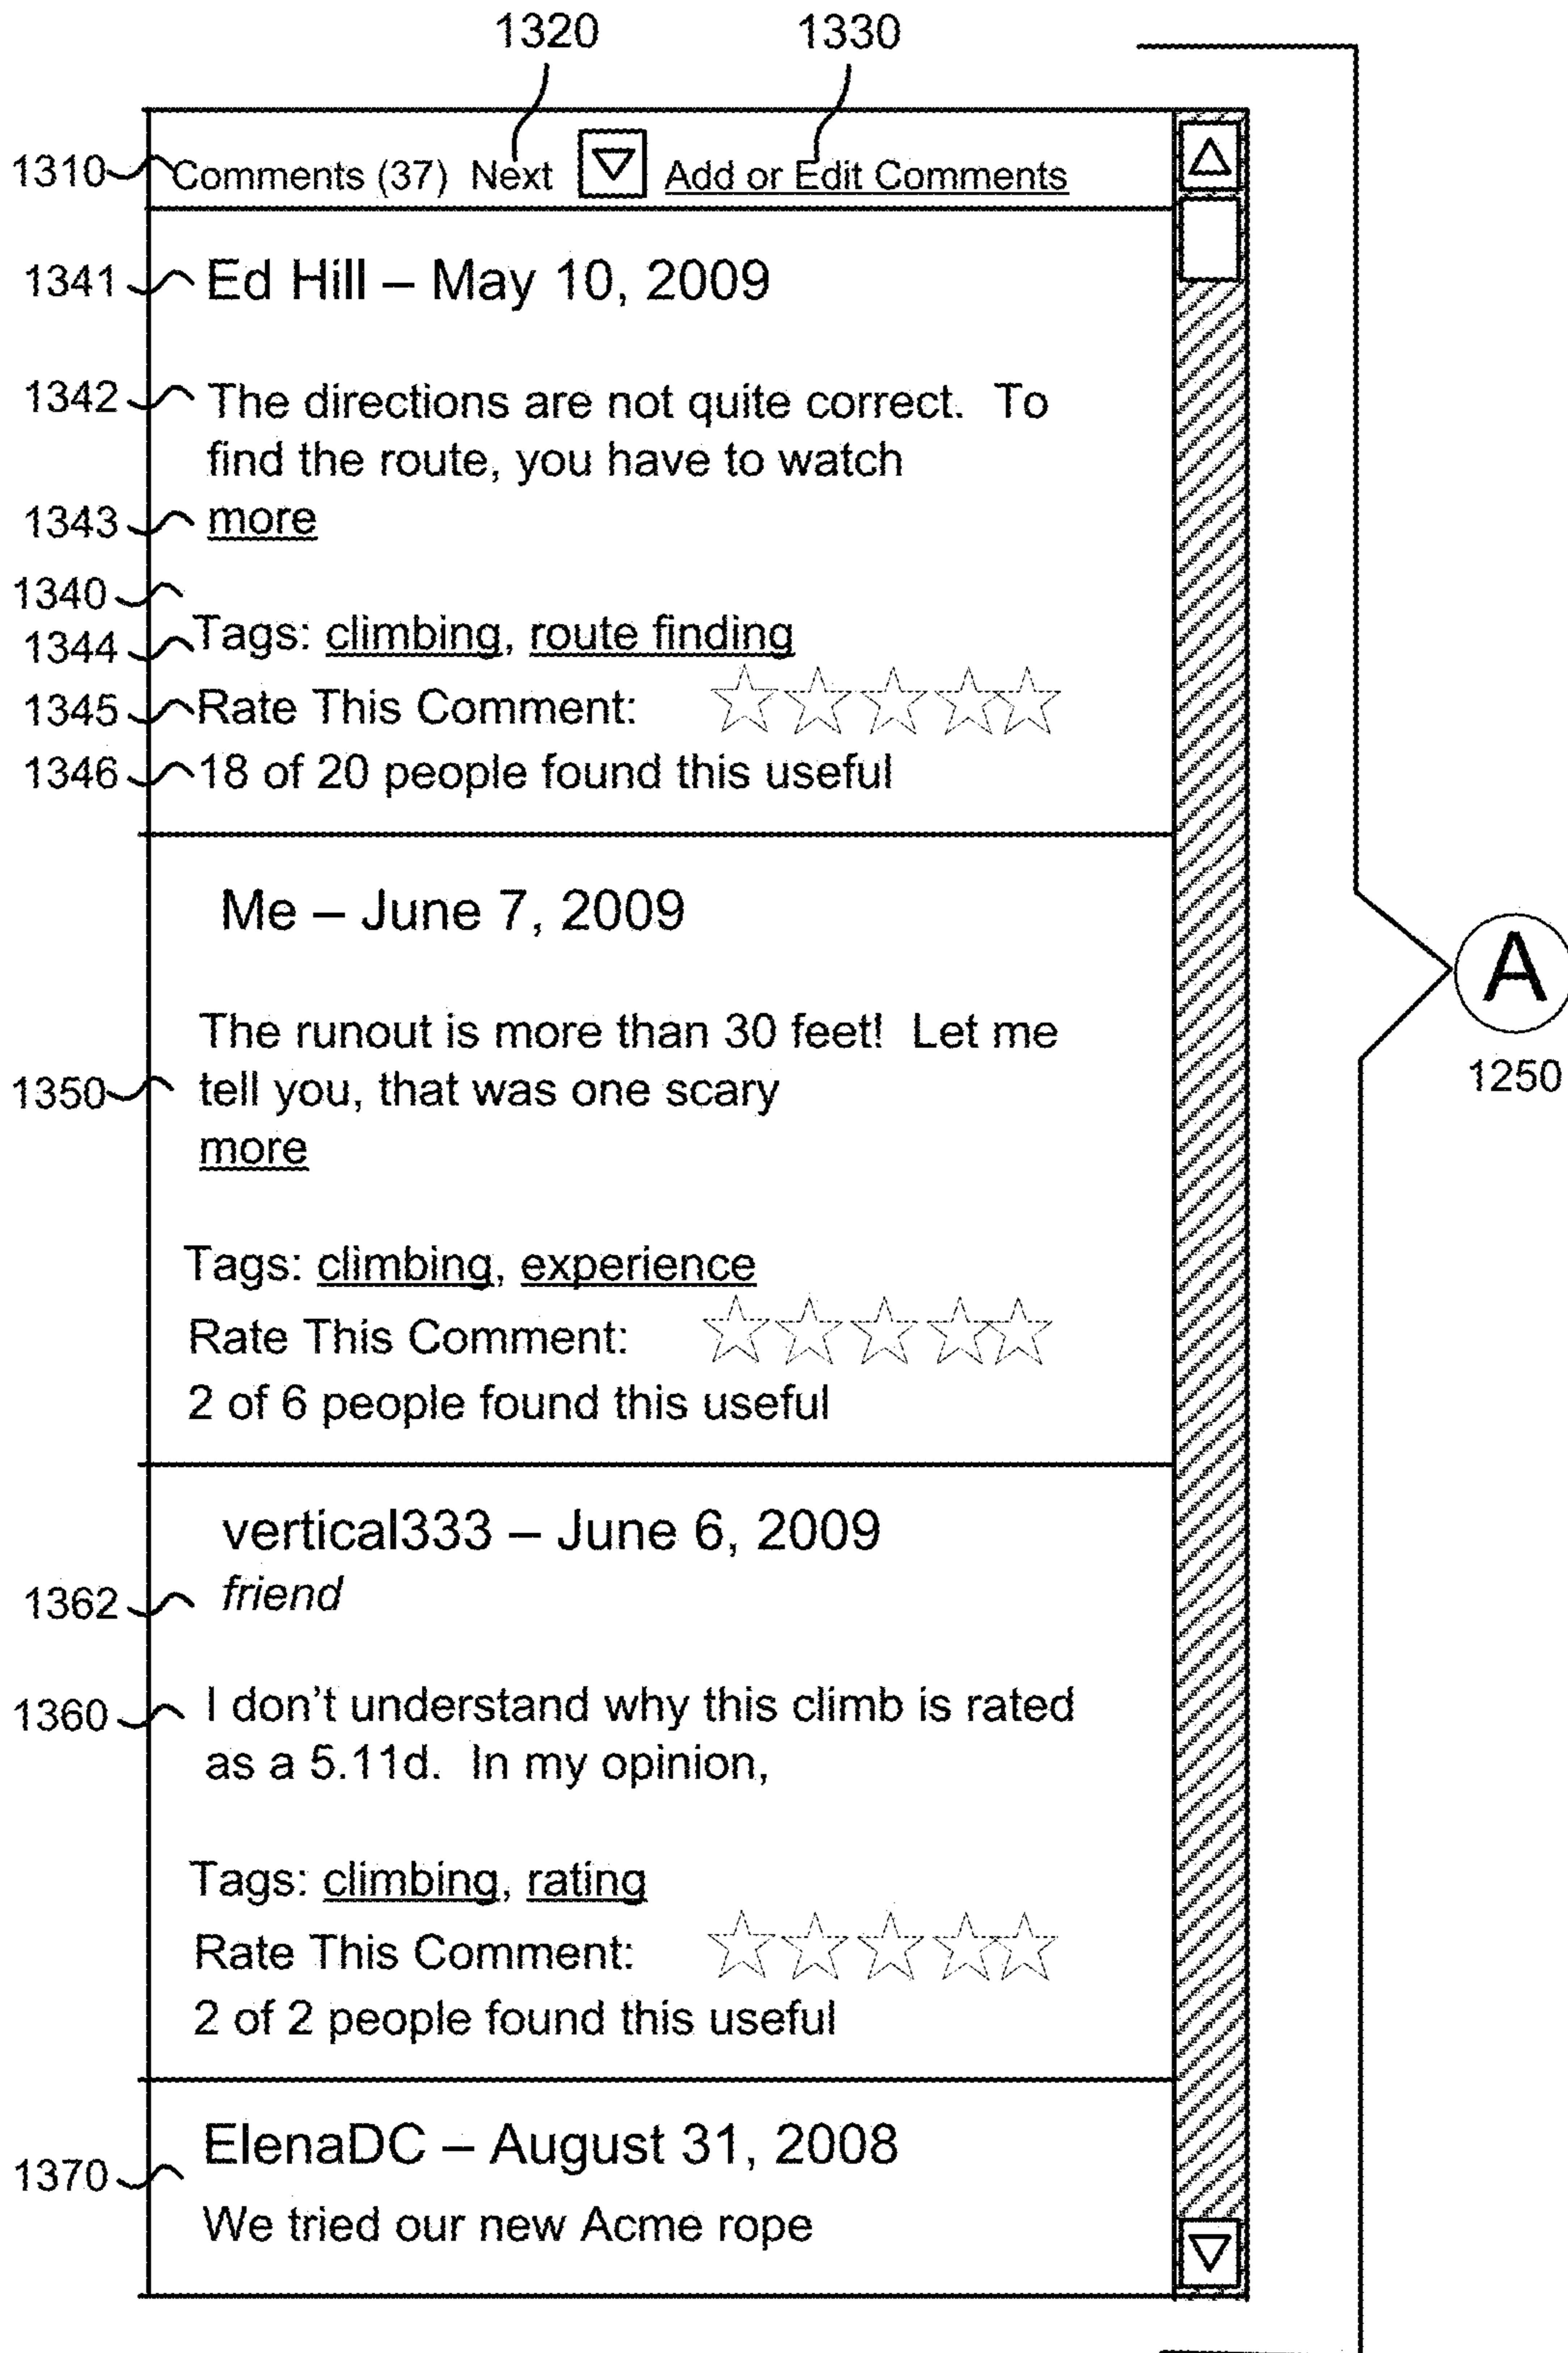 1320 1330
1310 Comments (37) Next Add or Edit Comments
1341 Ed Hill – May 10, 2009
1342 The directions are not quite correct. To
find the route, you have to watch
1343 more
1340
1344 Tags: climbing, route finding
1345 Rate This Comment:
1346 18 of 20 people found this useful
Me – June 7, 2009
A
1250
The runout is more than 30 feet! Let me
1350 tell you, that was one scary
more
Tags: climbing, experience
Rate This Comment:
2 of 6 people found this useful
vertical333 – June 6, 2009
1362 friend
1360 I don't understand why this climb is rated
as a 5.11d. In my opinion,
Tags: climbing, rating
Rate This Comment:
2 of 2 people found this useful
ElenaDC – August 31, 2008
1370
We tried our new Acme rope